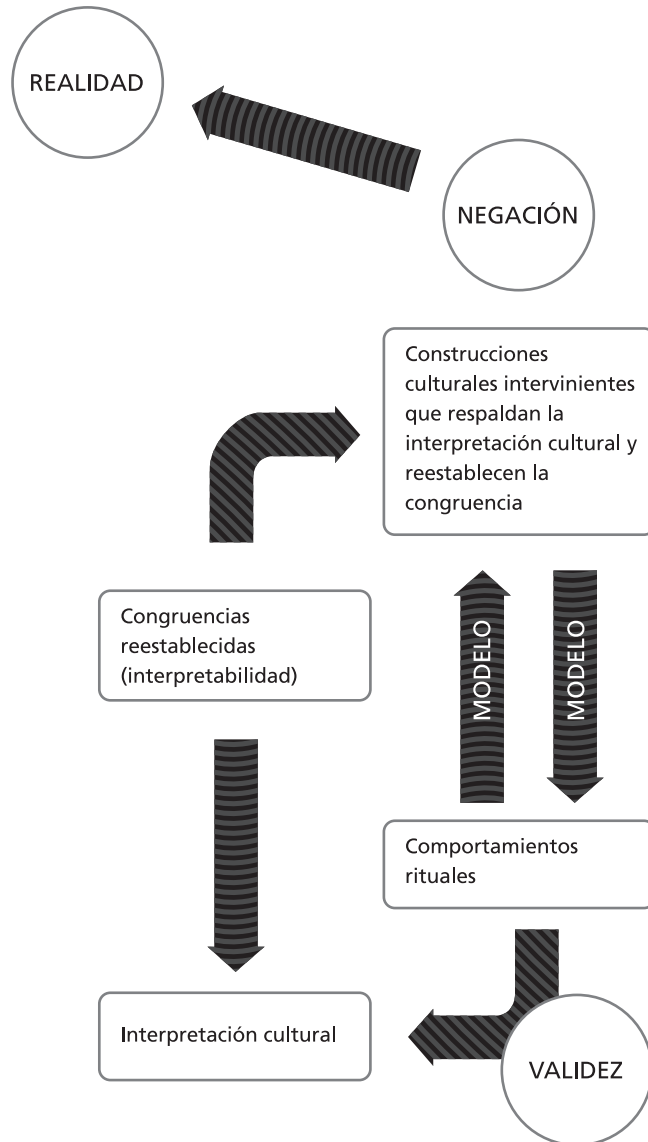 REALIDAD
NEGACIÓN
Construcciones
culturales intervinientes
que respaldan la
interpretación cultural y
reestablecen la
congruencia
Congruencias
reestablecidas
(interpretabilidad)
MODELO
MODELO
Comportamientos
rituales
Interpretación cultural
VALIDEZ